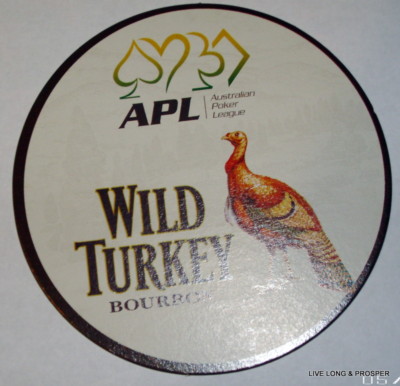 APL
Australian
Poker
League
WILD
TURKEY
LIVE LONG & PROSPER